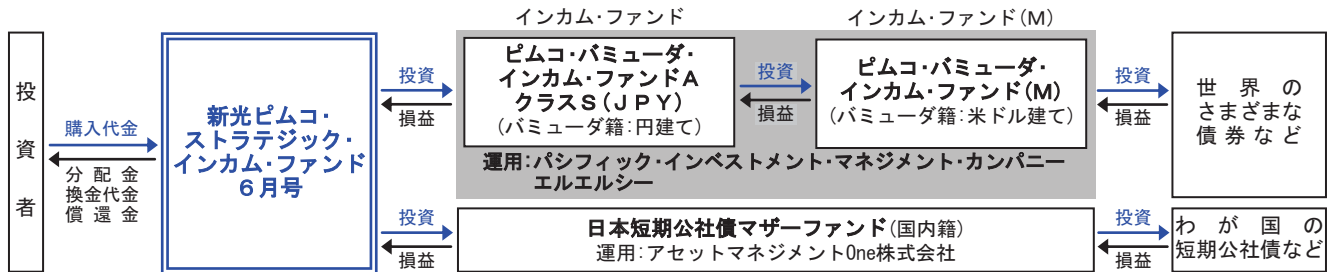 インカム・ファンド
インカム・ファンド(M)
投資者
購入代金
分配金
換金代金
償還金
新光ピムコ・
ストラテジック・
インカム・ファンド
6月号
投資
損益
ピムコ・バミューダ・
インカム・ファンドA
クラスS(JPY)
(バミューダ籍:円建て)
投資
損益
ピムコ・バミューダ・
インカム・ファンド(M)
(バミューダ籍:米ドル建て)
運用:パシフィック・インベストメント・マネジメント・カンパニー
エルエルシー
投資
損益
世界の
さまざまな
債券など
投資
損益
日本短期公社債マザーファンド(国内籍)
運用:アセットマネジメントOne株式会社
投資
損益
わが国の
短期公社債など